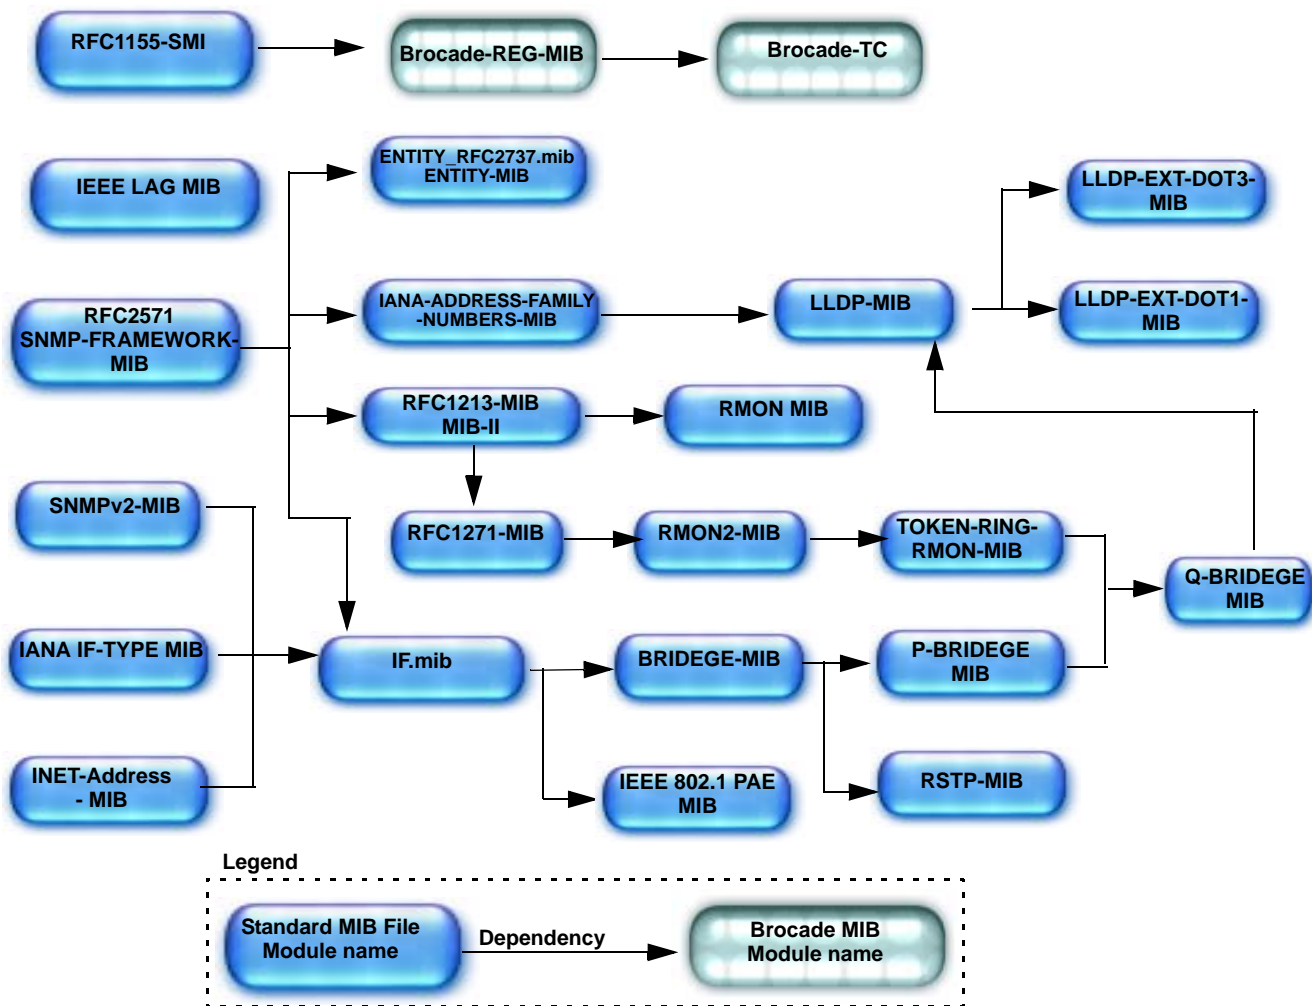 RFC1155-SMI
Brocade-REG-MIB
Brocade-TC
IEEE LAG MIB
ENTITY_RFC2737.mib
ENTITY-MIB
LLDP-EXT-DOT3-
MIB
RFC2571
SNMP-FRAMEWORK-
MIB
IANA-ADDRESS-FAMILY
-NUMBERS-MIB
LLDP-MIB
LLDP-EXT-DOT1-
MIB
RFC1213-MIB
MIB-II
RMON MIB
SNMPv2-MIB
RFC1271-MIB
RMON2-MIB
TOKEN-RING-
RMON-MIB
Q-BRIDEGE
MIB
IANA IF-TYPE MIB
IF.mib
BRIDEGE-MIB
P-BRIDEGE
MIB
INET-Address
- MIB
IEEE 802.1 PAE
MIB
RSTP-MIB
Legend
Standard MIB File
Module name
Dependency
Brocade MIB
Module name